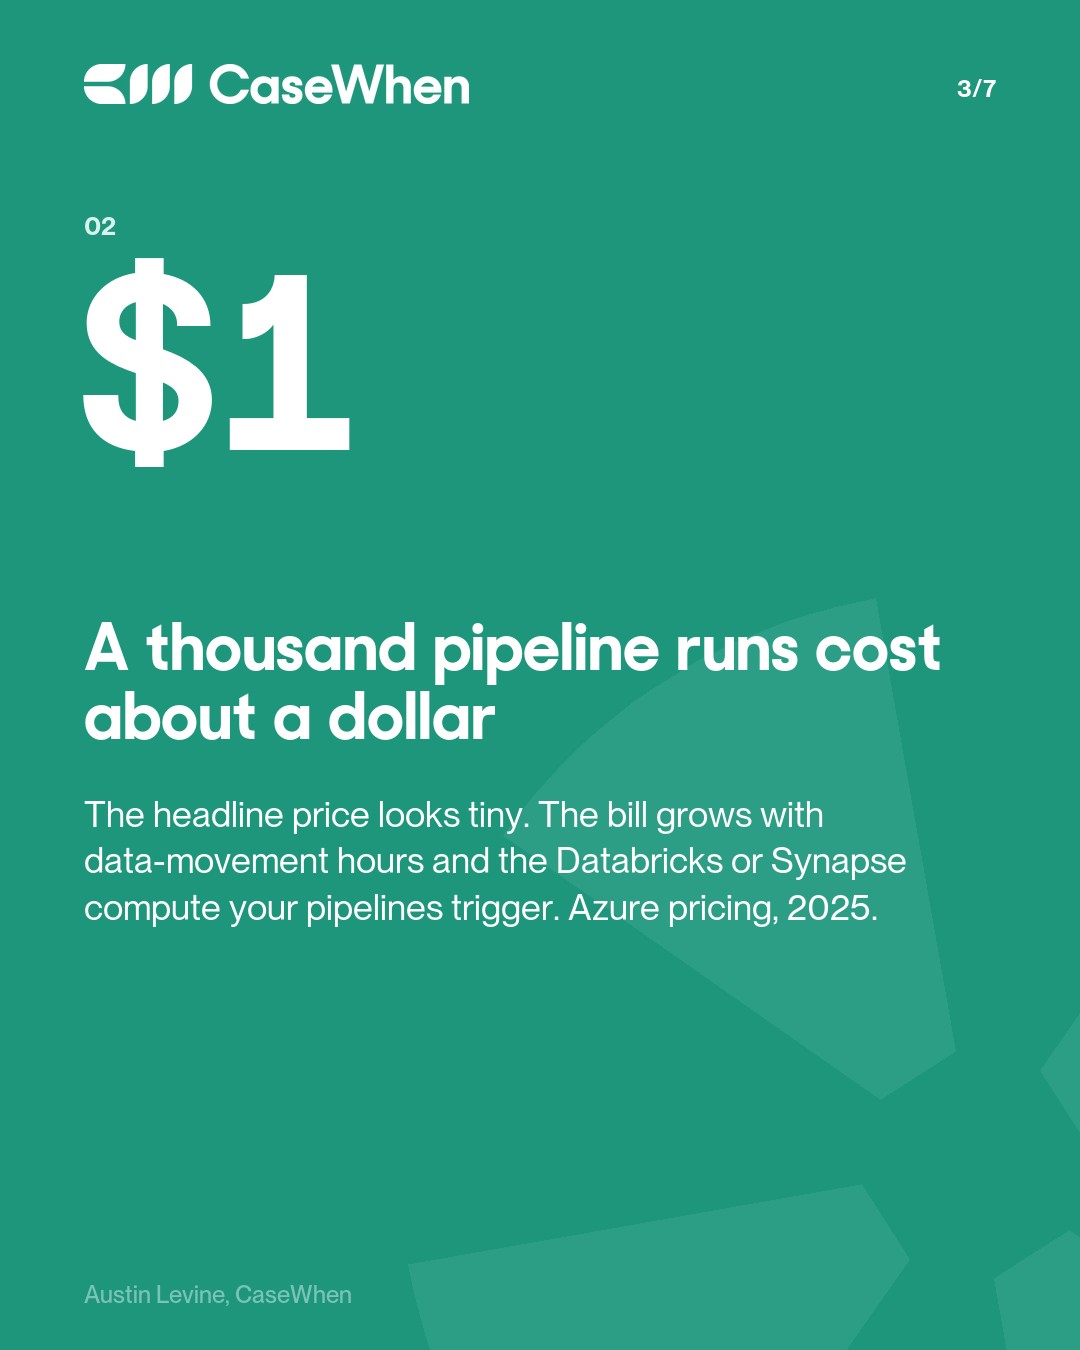 CaseWhen
3/7
02
$1
A thousand pipeline runs cost
about a dollar
The headline price looks tiny. The bill grows with
data-movement hours and the Databricks or Synapse
compute your pipelines trigger. Azure pricing, 2025.
Austin Levine, CaseWhen